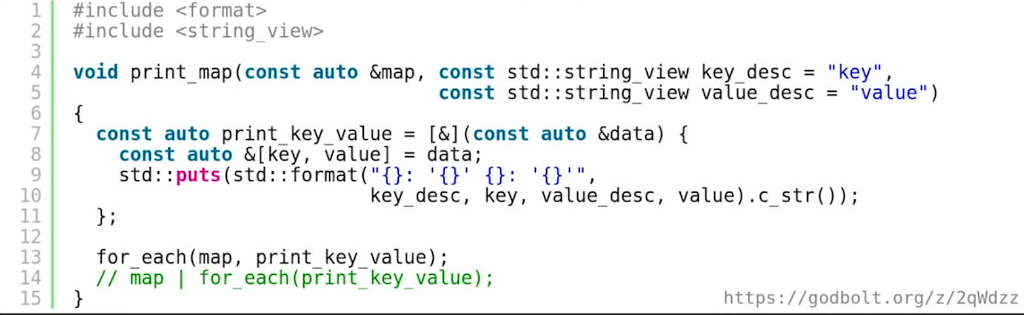 1 #include <format>
2 #include <string_view>
3
4 void print_map(const auto &map, const std::string_view key_desc = "key",
5 const std::string_view value_desc = "value")
6 {
7 const auto print_key_value = [&](const auto &data) {
8 const auto &[key, value] = data;
9 std::puts(std::format("{}: '{}' {}: '{}'",
10 key_desc, key, value_desc, value).c_str());
11 };
12
13 for_each(map, print_key_value);
14 // map | for_each(print_key_value);
15 }
https://godbolt.org/z/2qWdzz